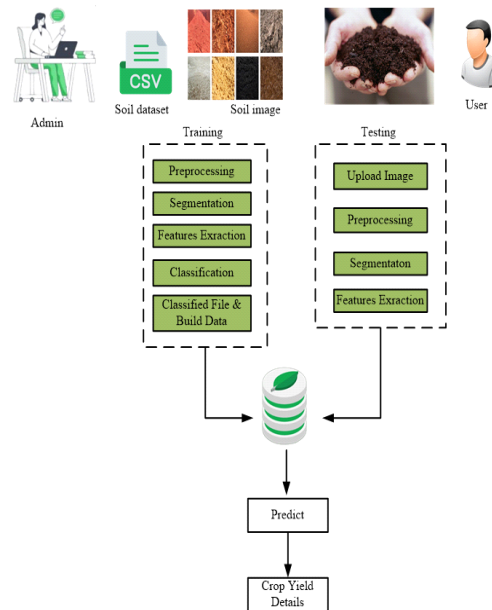 CSV
Admin
Soil dataset
Soil image
User
Training
Preprocessing
Segmentation
Features Exraction
Classification
Classified File &
Build Data
Testing
Upload Image
Preprocessing
Segmentaton
Features Exraction
Predict
Crop Yield
Details